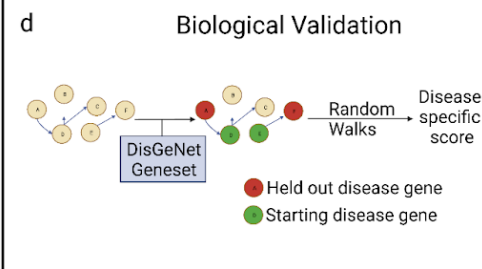 d
Biological Validation
A
B
C
F
D
E
A
B
C
D
E
DisGeNet
Geneset
Random
Walks
Disease
specific
score
A Held out disease gene
Starting disease gene